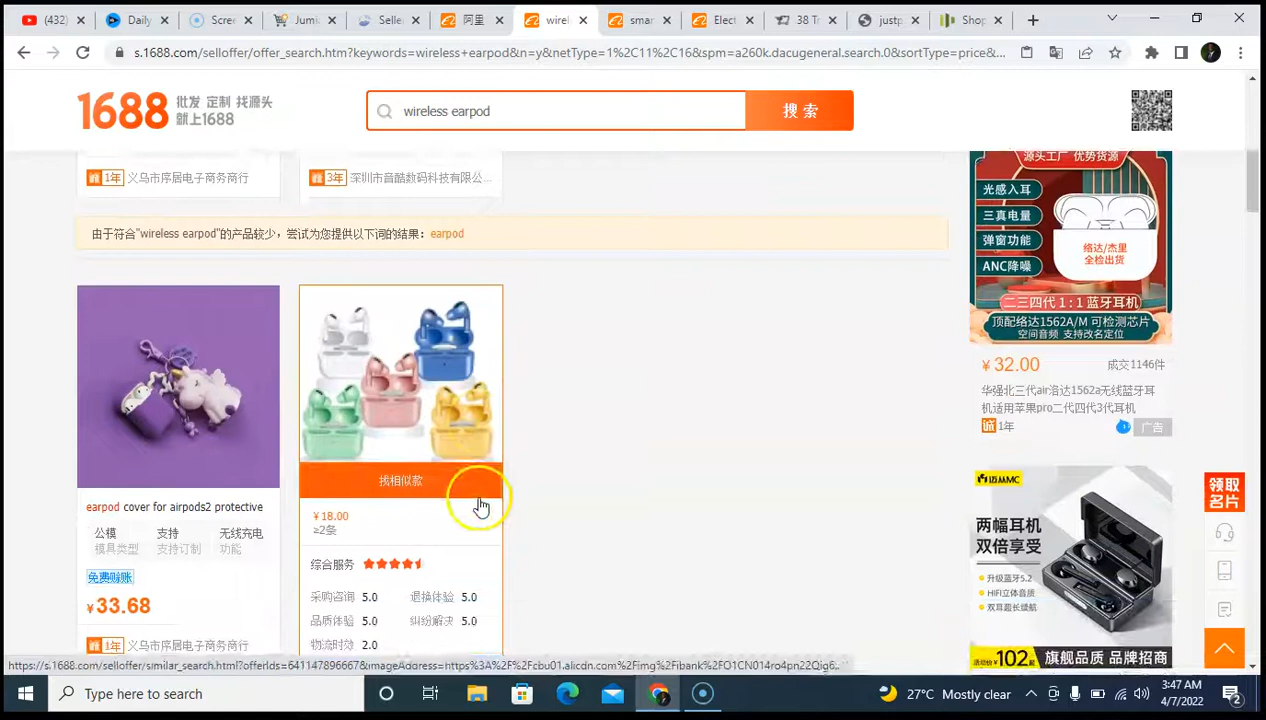 (432)
Daily
Scree
Jumi
Selle
阿里
wirel
smar
Elect
38 T
justp
Shop
s.1688.com/selloffer/offer_search.htm?keywords=wireless+earpod&n=y&netType=1%2C11%2C16&spm=a260k.dacugeneral.search.0&sortType=price&...
1688
批发 定制 找源头
就上1688
wireless earpod
搜 索
1年 义乌市序居电子商务商行
3年 深圳市音酷数码科技有限公...
由于符合"wireless earpod"的产品较少，尝试为您提供以下词的结果： earpod
源头工厂 优势货源
光感入耳
三真电量
弹窗功能
ANC降噪
络达/杰里
全检出货
二三四代 1:1 蓝牙耳机
顶配络达1562A/M 可检测芯片
空间音频 支持改名定位
¥32.00 成交1146件
华强北三代air洛达1562a无线蓝牙耳
机适用苹果pro二代四代3代耳机
1年 广告
找相似款
earpod cover for airpods2 protective
公模 支持 无线充电
模具类型 支持订制 功能
免费赊账
¥33.68
1年 义乌市序居电子商务商行
¥18.00
≥2条
综合服务
采购咨询 5.0 退换体验 5.0
品质体验 5.0 纠纷解决 5.0
物流时效 2.0
迈从MC
两幅耳机
双倍享受
升级蓝牙5.2
HIFI立体音质
双耳超长续航
活动价 ¥102起 旗舰品质 品牌招商
领取
名片
https://s.1688.com/selloffer/similar_search.html?offerIds=641147896667&imageAddress=https%3A%2F%2Fcbu01.alicdn.com%2Fimg%2Fibank%2FO1CN014ro4pn22Qig6...
Type here to search
27°C Mostly clear
3:47 AM
4/7/2022
2